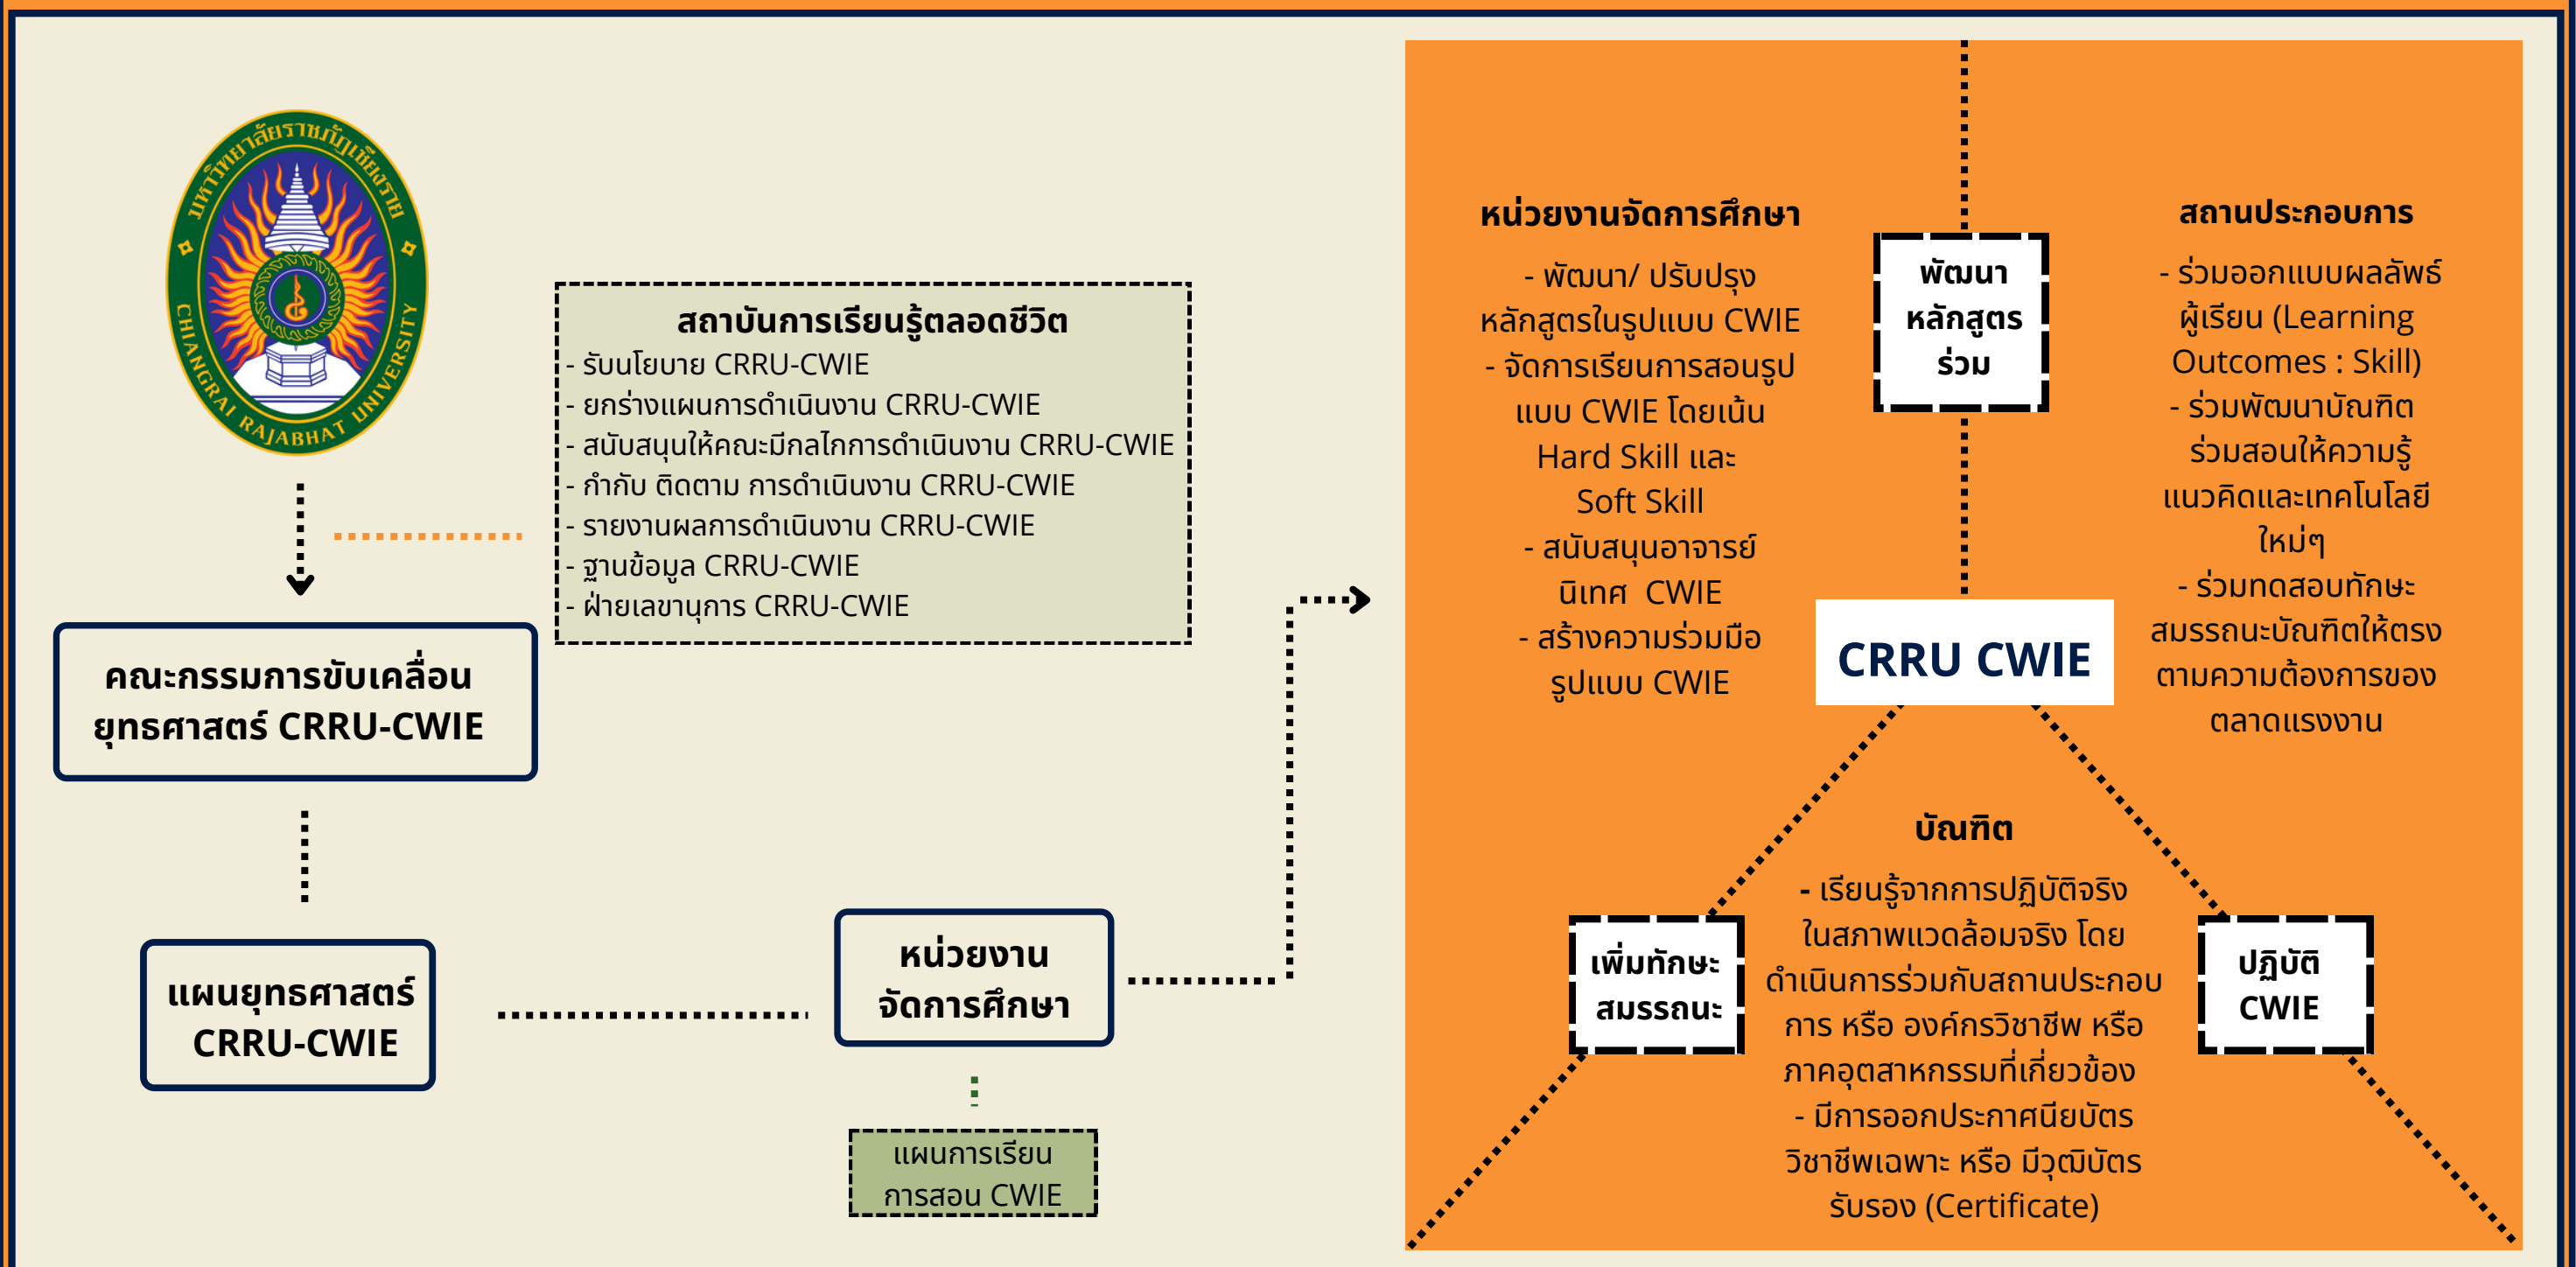 มหาวิทยาลัยราชภัฏเชียงราย
CHIANGRAI RAJABHAT UNIVERSITY
สถาบันการเรียนรู้ตลอดชีวิต
- รับนโยบาย CRRU-CWIE
- ยกร่างแผนการดำเนินงาน CRRU-CWIE
- สนับสนุนให้คณะมีกลไกการดำเนินงาน CRRU-CWIE
- กำกับ ติดตาม การดำเนินงาน CRRU-CWIE
- รายงานผลการดำเนินงาน CRRU-CWIE
- ฐานข้อมูล CRRU-CWIE
- ฝ่ายเลขานุการ CRRU-CWIE
คณะกรรมการขับเคลื่อน
ยุทธศาสตร์ CRRU-CWIE
แผนยุทธศาสตร์
CRRU-CWIE
หน่วยงาน
จัดการศึกษา
แผนการเรียน
การสอน CWIE
หน่วยงานจัดการศึกษา
- พัฒนา/ ปรับปรุง
หลักสูตรในรูปแบบ CWIE
- จัดการเรียนการสอนรูป
แบบ CWIE โดยเน้น
Hard Skill และ
Soft Skill
- สนับสนุนอาจารย์
นิเทศ  CWIE
- สร้างความร่วมมือ
รูปแบบ CWIE
พัฒนา
หลักสูตร
ร่วม
สถานประกอบการ
- ร่วมออกแบบผลลัพธ์
ผู้เรียน (Learning
Outcomes : Skill)
- ร่วมพัฒนาบัณฑิต
ร่วมสอนให้ความรู้
แนวคิดและเทคโนโลยี
ใหม่ๆ
- ร่วมทดสอบทักษะ
สมรรถนะบัณฑิตให้ตรง
ตามความต้องการของ
ตลาดแรงงาน
CRRU CWIE
บัณฑิต
- เรียนรู้จากการปฏิบัติจริง
ในสภาพแวดล้อมจริง โดย
ดำเนินการร่วมกับสถานประกอบ
การ หรือ องค์กรวิชาชีพ หรือ
ภาคอุตสาหกรรมที่เกี่ยวข้อง
- มีการออกประกาศนียบัตร
วิชาชีพเฉพาะ หรือ มีวุฒิบัตร
รับรอง (Certificate)
เพิ่มทักษะ
สมรรถนะ
ปฏิบัติ
CWIE